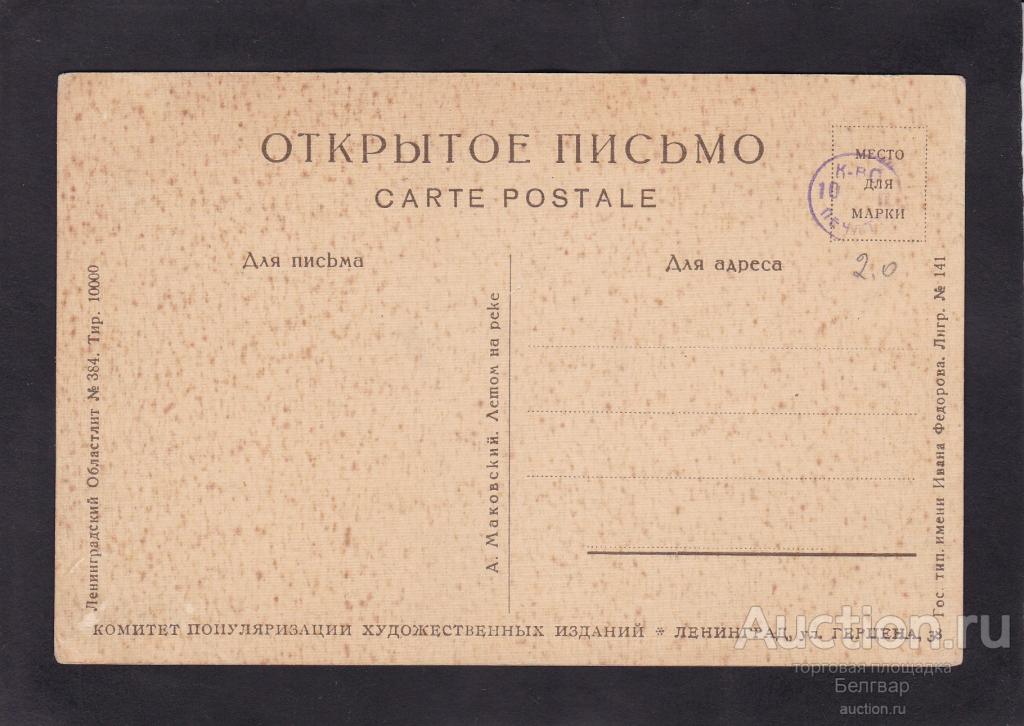 ОТКРЫТОЕ ПИСЬМО
CARTE POSTALE
МЕСТО
ДЛЯ
МАРКИ
К-ВО
10
2,0
Для письма
Для адреса
Ленинградский Областлит № 384. Тир. 10000
А. Маковский. Летом на реке
Гос. тип. имени Ивана Федорова. Лнгр. № 141
КОМИТЕТ ПОПУЛЯРИЗАЦИИ ХУДОЖЕСТВЕННЫХ ИЗДАНИЙ * ЛЕНИНГРАД, ул. ГЕРЦЕНА, 38
Auction.ru
торговая площадка
Белгвар
auction.ru